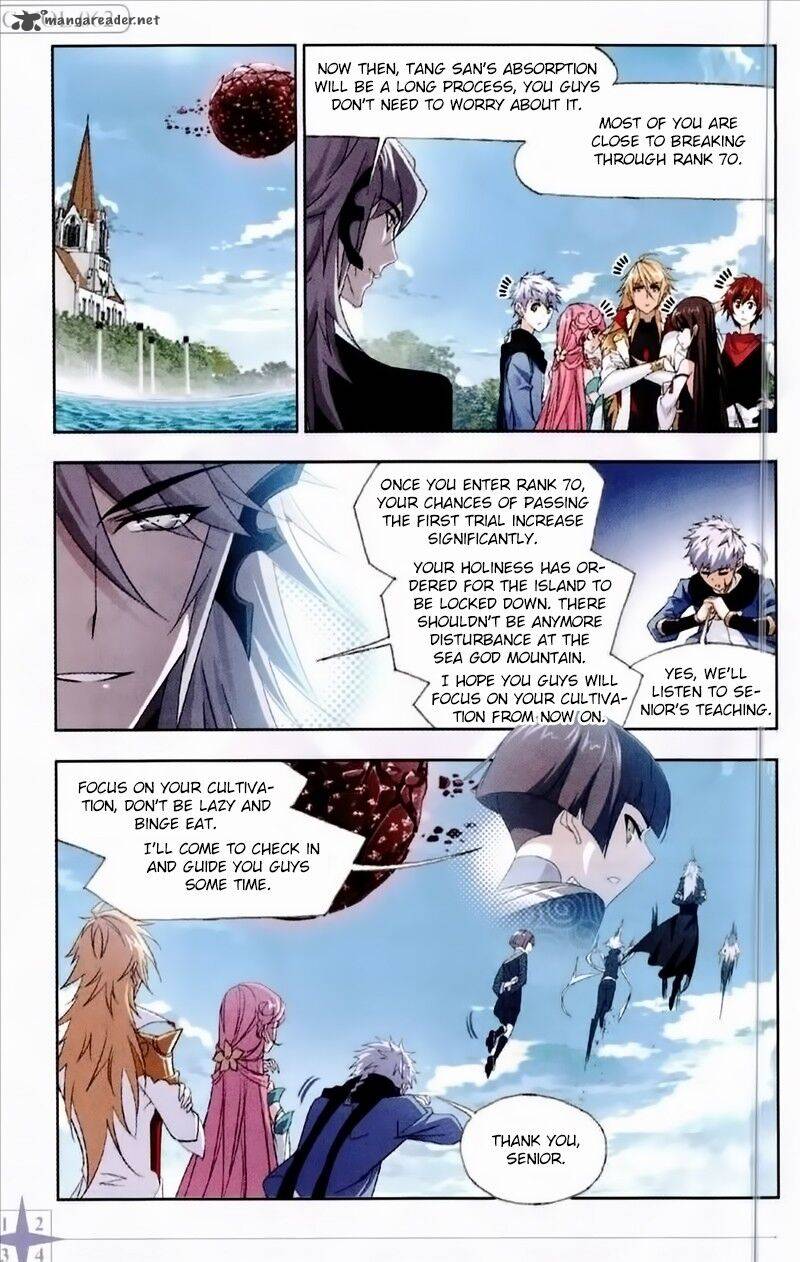 mangareader.net
NOW THEN, TANG SAN'S ABSORPTION
WILL BE A LONG PROCESS, YOU GUYS
DON'T NEED TO WORRY ABOUT IT.
MOST OF YOU ARE
CLOSE TO BREAKING
THROUGH RANK 70.
ONCE YOU ENTER RANK 70,
YOUR CHANCES OF PASSING
THE FIRST TRIAL INCREASE
SIGNIFICANTLY.
YOUR HOLINESS HAS OR-
DERED FOR THE ISLAND TO
BE LOCKED DOWN. THERE
SHOULDN'T BE ANYMORE
DISTURBANCE AT THE
SEA GOD MOUNTAIN.
I HOPE YOU GUYS WILL
FOCUS ON YOUR CULTIVA-
TION FROM NOW ON.
YES, WE'LL
LISTEN TO SE-
NIOR'S TEACHING.
FOCUS ON YOUR CULTIVA-
TION, DON'T BE LAZY AND
BINGE EAT.
I'LL COME TO CHECK IN
AND GUIDE YOU GUYS
SOME TIME.
THANK YOU,
SENIOR.
1 2
3 4